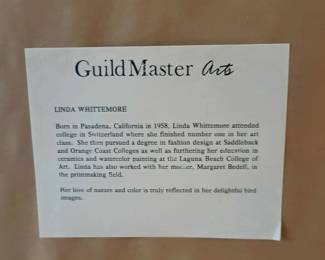 GuildMaster Arts
LINDA WHITTEMORE
Born in Pasadena, California in 1958, Linda Whittemore attended
college in Switzerland where she finished number one in her art
class. She then pursued a degree in fashion design at Saddleback
and Orange Coast Colleges as well as furthering her education in
ceramics and watercolor painting at the Laguna Beach College of
Art. Linda has also worked with her mother, Margaret Bedell, in
the printmaking field.
Her love of nature and color is truly reflected in her delightful bird
images.